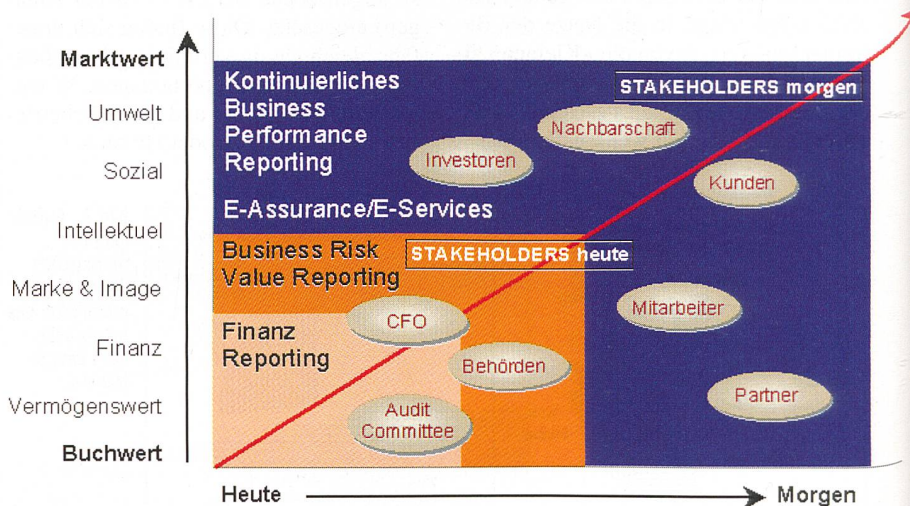 Marktwert
Umwelt
Sozial
Intellektuel
Marke & Image
Finanz
Vermögenswert
Buchwert
Kontinuierliches
Business
Performance
Reporting
E-Assurance/E-Services
STAKEHOLDERS morgen
Nachbarschaft
Investoren
Kunden
Business Risk
Value Reporting
STAKEHOLDERS heute
CFO
Mitarbeiter
Finanz
Reporting
Behörden
Partner
Audit
Committee
Heute
Morgen